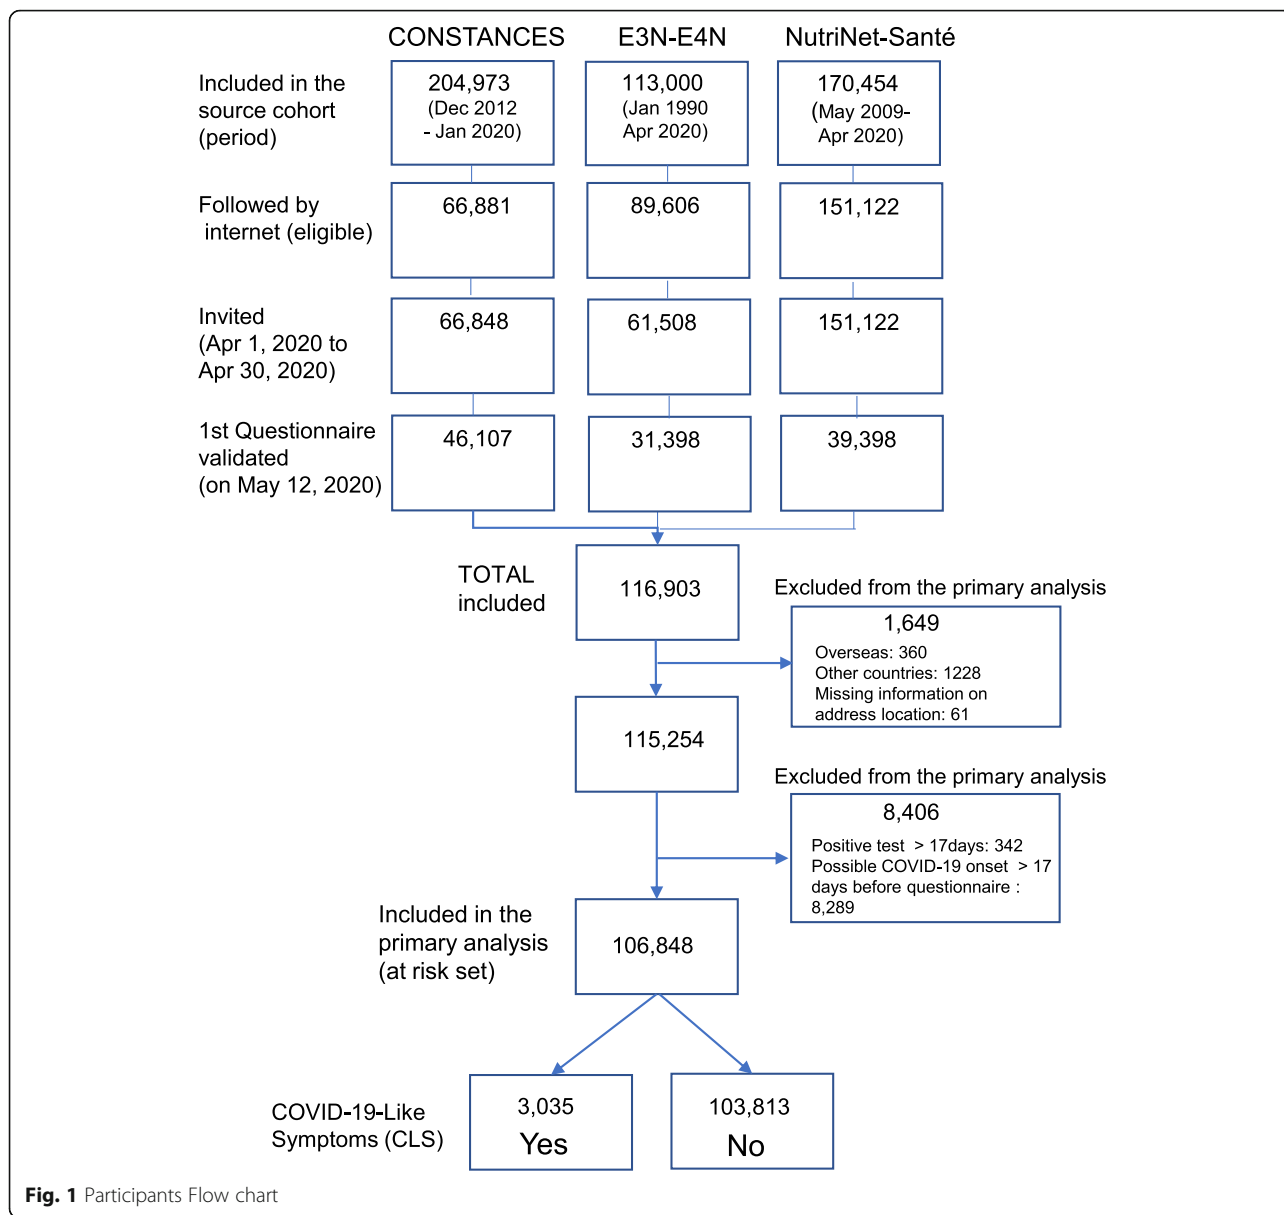 CONSTANCES E3N-E4N NutriNet-Santé
Included in the
source cohort
(period)
204,973
(Dec 2012
- Jan 2020)
113,000
(Jan 1990
Apr 2020)
170,454
(May 2009-
Apr 2020)
Followed by
internet (eligible)
66,881
89,606
151,122
Invited
(Apr 1, 2020 to
Apr 30, 2020)
66,848
61,508
151,122
1st Questionnaire
validated
(on May 12, 2020)
46,107
31,398
39,398
TOTAL
included
116,903
Excluded from the primary analysis
1,649
Overseas: 360
Other countries: 1228
Missing information on
address location: 61
115,254
Excluded from the primary analysis
8,406
Positive test > 17days: 342
Possible COVID-19 onset > 17
days before questionnaire :
8,289
Included in the
primary analysis
(at risk set)
106,848
COVID-19-Like
Symptoms (CLS)
3,035
Yes
103,813
No
Fig. 1 Participants Flow chart